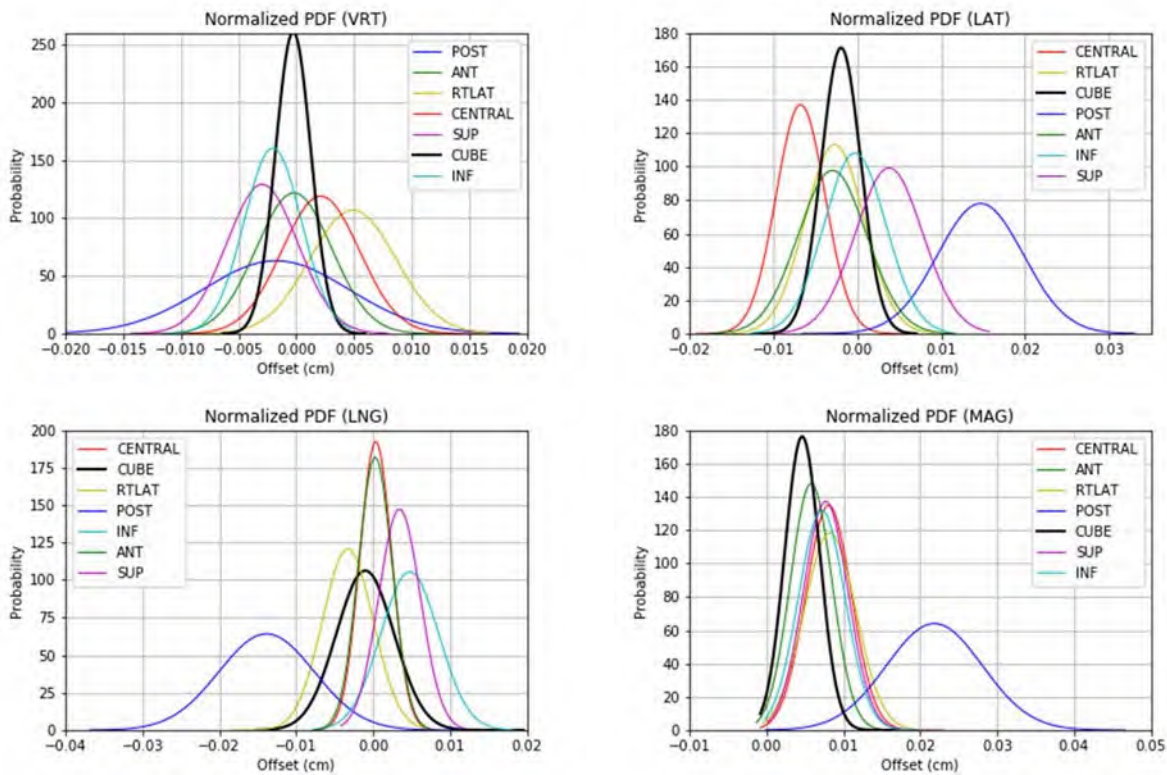 Normalized PDF (VRT)
250
200
150
100
50
0
Probability
POST
ANT
RTLAT
CENTRAL
SUP
CUBE
INF
−0.020 −0.015 −0.010 −0.005 0.000 0.005 0.010 0.015 0.020
Offset (cm)
Normalized PDF (LAT)
180
160
140
120
100
80
60
40
20
0
Probability
CENTRAL
RTLAT
CUBE
POST
ANT
INF
SUP
−0.02 −0.01 0.00 0.01 0.02 0.03
Offset (cm)
Normalized PDF (LNG)
200
175
150
125
100
75
50
25
0
Probability
CENTRAL
CUBE
RTLAT
POST
INF
ANT
SUP
−0.04 −0.03 −0.02 −0.01 0.00 0.01 0.02
Offset (cm)
Normalized PDF (MAG)
180
160
140
120
100
80
60
40
20
0
Probability
CENTRAL
ANT
RTLAT
POST
CUBE
SUP
INF
−0.01 0.00 0.01 0.02 0.03 0.04 0.05
Offset (cm)